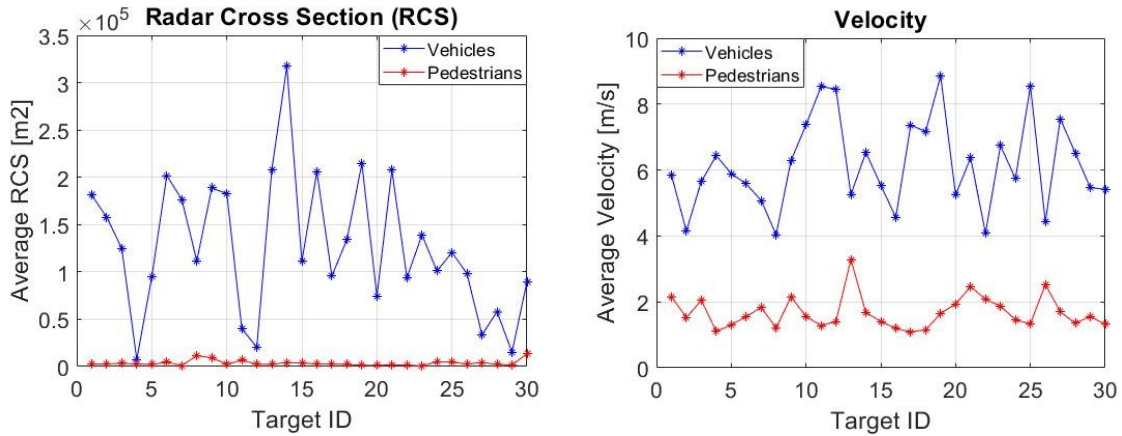 Radar Cross Section (RCS)
×10⁵
Vehicles
Pedestrians
Average RCS [m2]
3.5
3
2.5
2
1.5
1
0.5
0
0 5 10 15 20 25 30
Target ID
Velocity
Vehicles
Pedestrians
Average Velocity [m/s]
10
8
6
4
2
0
0 5 10 15 20 25 30
Target ID